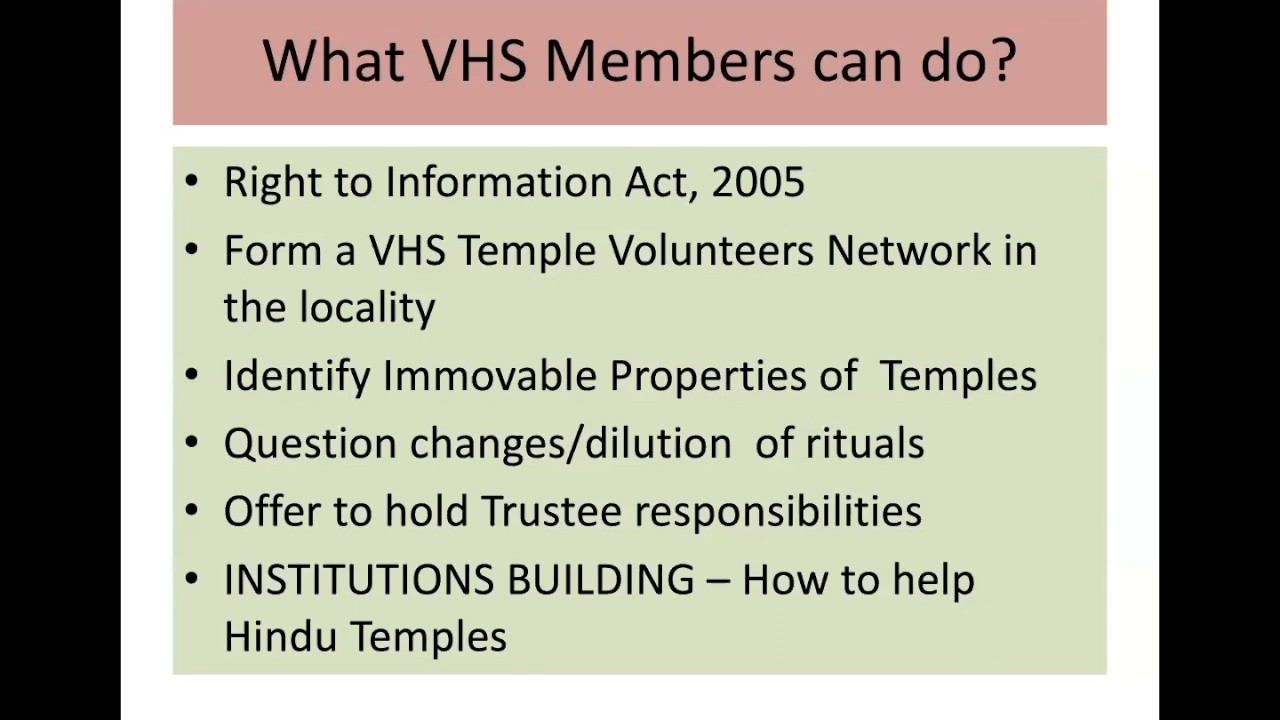 What VHS Members can do?
• Right to Information Act, 2005
• Form a VHS Temple Volunteers Network in
the locality
• Identify Immovable Properties of  Temples
• Question changes/dilution  of rituals
• Offer to hold Trustee responsibilities
• INSTITUTIONS BUILDING – How to help
Hindu Temples